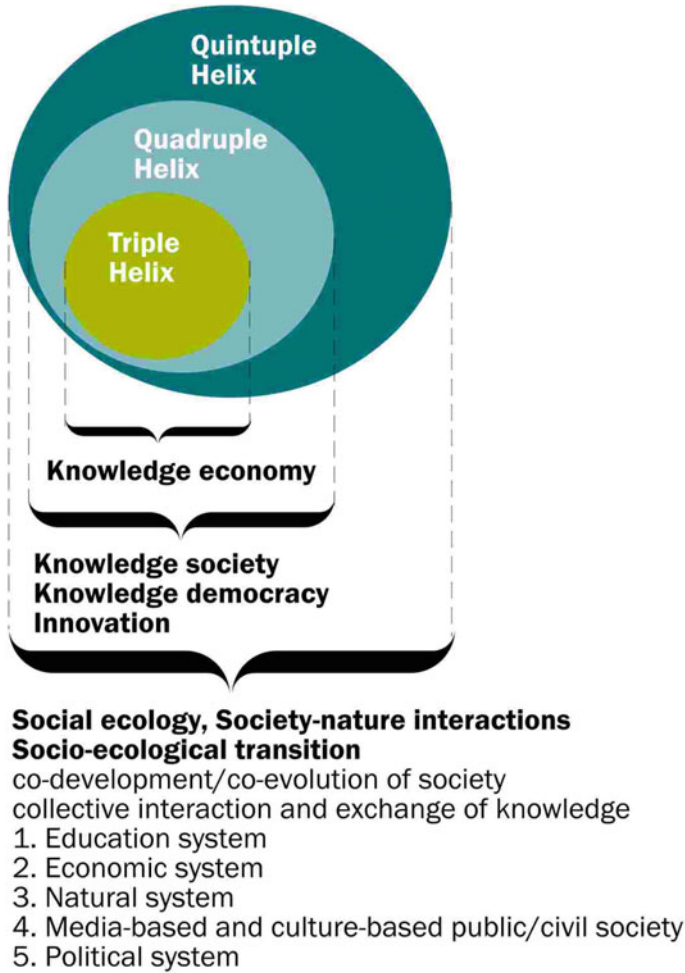 Quintuple
Helix
Quadruple
Helix
Triple
Helix
Knowledge economy
Knowledge society
Knowledge democracy
Innovation
Social ecology, Society-nature interactions
Socio-ecological transition
co-development/co-evolution of society
collective interaction and exchange of knowledge
1. Education system
2. Economic system
3. Natural system
4. Media-based and culture-based public/civil society
5. Political system